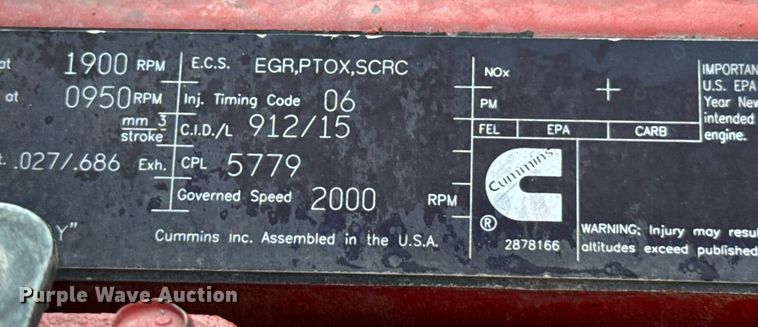 at 1900 RPM
at 0950 RPM
mm 3
stroke
.027/.686 Exh.
Y"
E.C.S. EGR,PTOX,SCRC
Inj. Timing Code 06
C.I.D./L 912/15
CPL 5779
Governed Speed 2000 RPM
Cummins Inc. Assembled in the U.S.A.
NOx
PM
FEL EPA CARB
Cummins
®
2878166
IMPORTAN
U.S. EPA
Year New
intended
engine.
WARNING: Injury may resul
altitudes exceed published
Purple Wave Auction